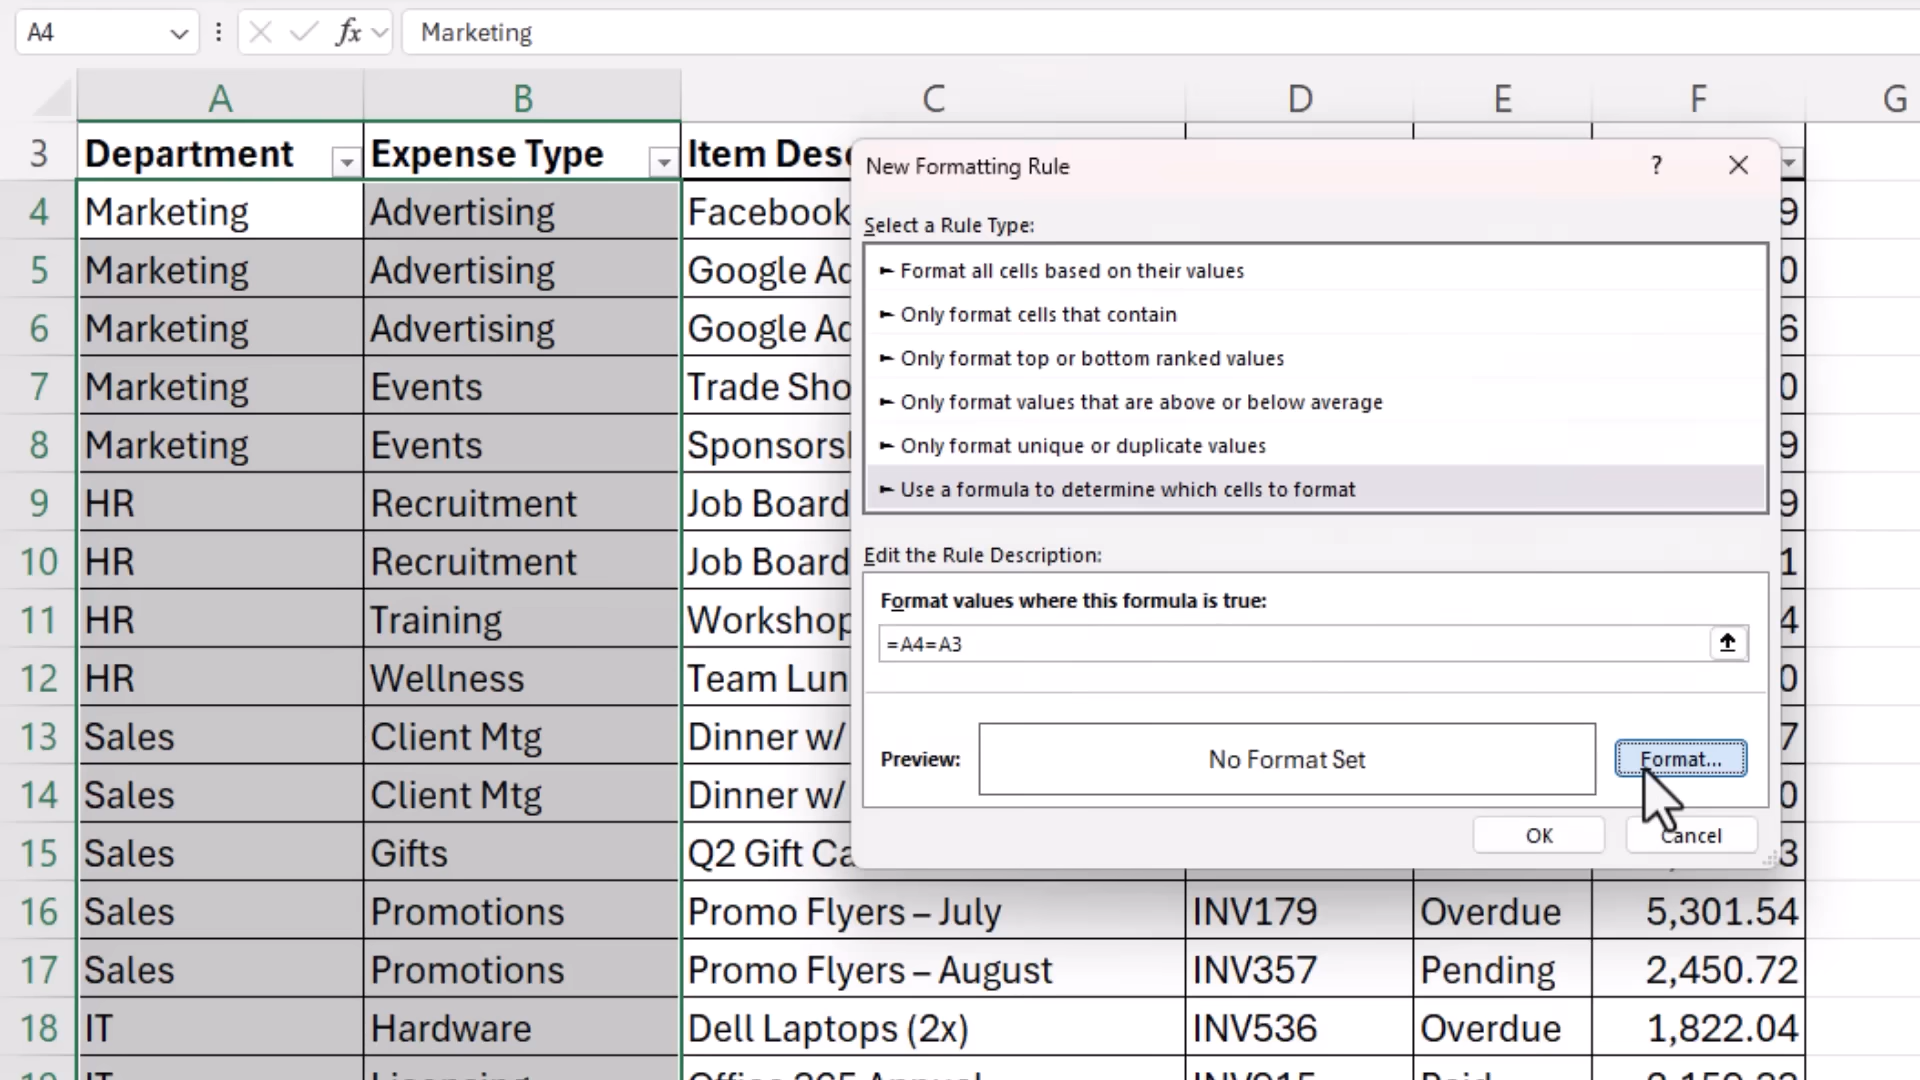 A4 fx Marketing
A B C D E F G
3 Department Expense Type Item Desc
4 Marketing Advertising Facebook 9
5 Marketing Advertising Google Ad 0
6 Marketing Advertising Google Ad 6
7 Marketing Events Trade Sho 0
8 Marketing Events Sponsors 9
9 HR Recruitment Job Board 9
10 HR Recruitment Job Board 1
11 HR Training Workshop 4
12 HR Wellness Team Lun 0
13 Sales Client Mtg Dinner w/ 7
14 Sales Client Mtg Dinner w/ 0
15 Sales Gifts Q2 Gift Ca 3
16 Sales Promotions Promo Flyers – July INV179 Overdue 5,301.54
17 Sales Promotions Promo Flyers – August INV357 Pending 2,450.72
18 IT Hardware Dell Laptops (2x) INV536 Overdue 1,822.04
New Formatting Rule ?
Select a Rule Type:
► Format all cells based on their values
► Only format cells that contain
► Only format top or bottom ranked values
► Only format values that are above or below average
► Only format unique or duplicate values
► Use a formula to determine which cells to format
Edit the Rule Description:
Format values where this formula is true:
=A4=A3
Preview: No Format Set Format...
OK Cancel